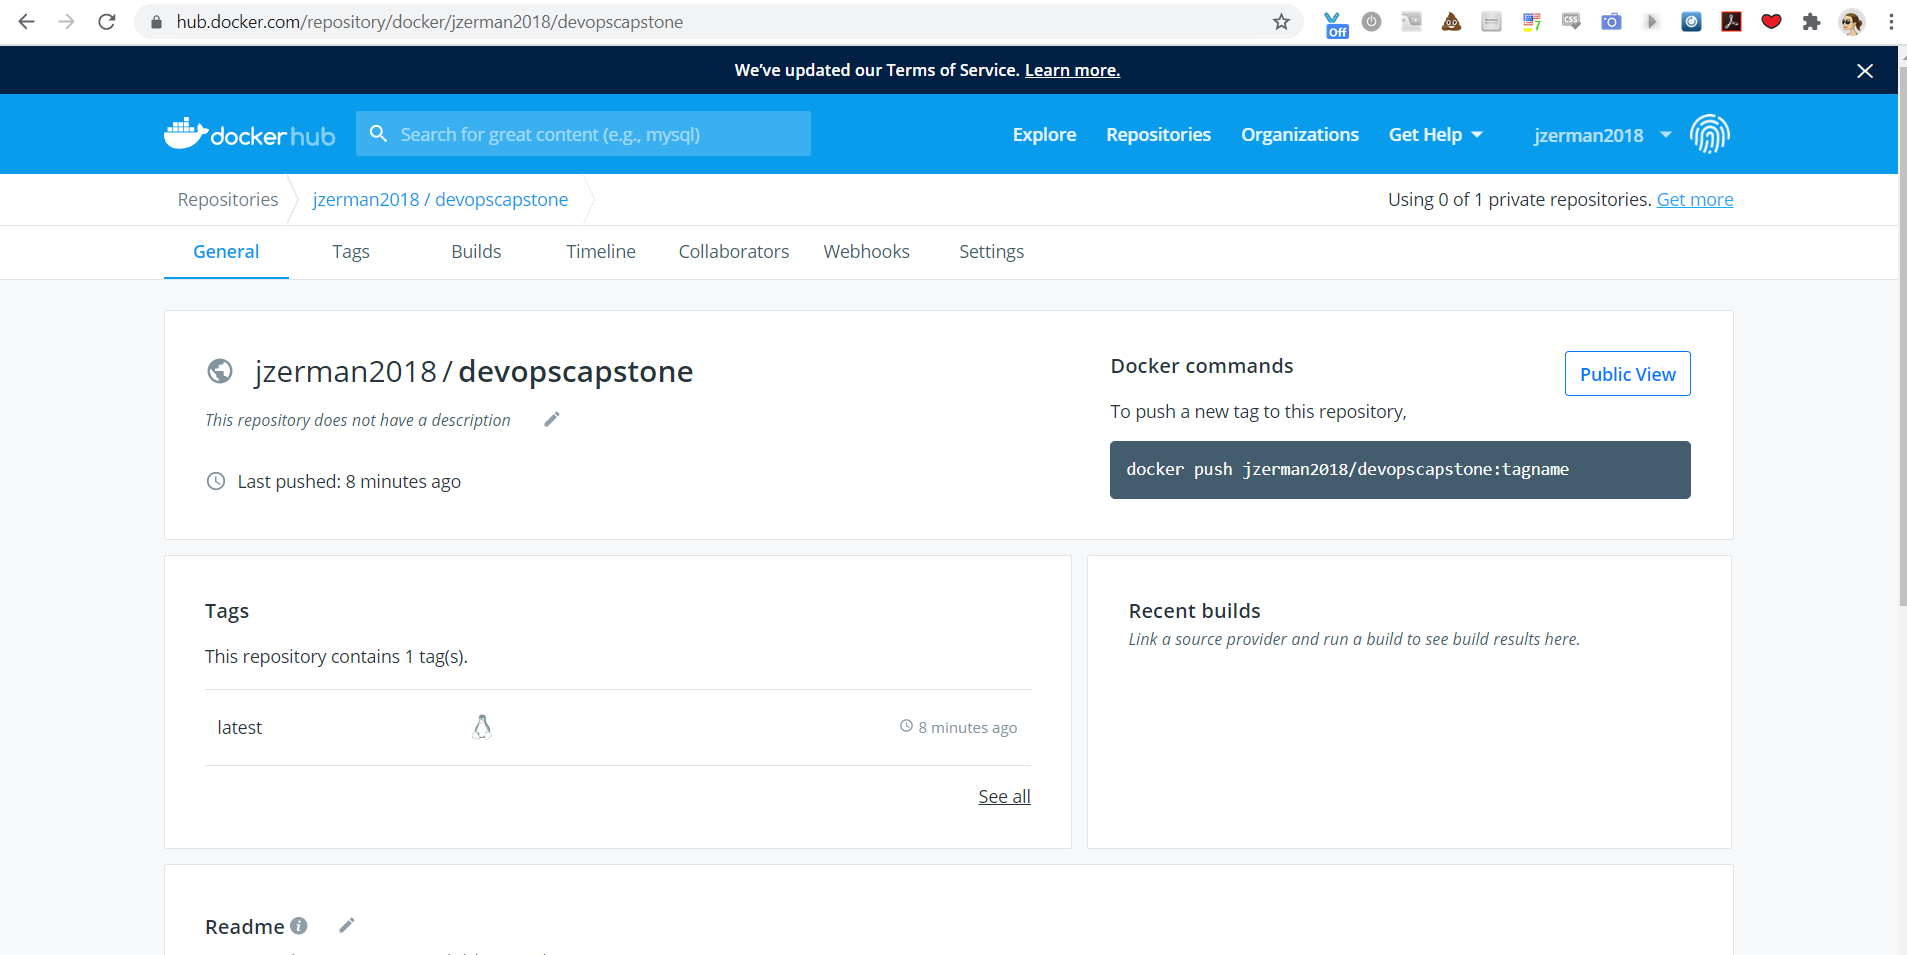 hub.docker.com/repository/docker/jzerman2018/devopscapstone
Off
7
CSS
We've updated our Terms of Service. Learn more.
docker hub
Search for great content (e.g., mysql)
Explore
Repositories
Organizations
Get Help
jzerman2018
Repositories
jzerman2018 / devopscapstone
Using 0 of 1 private repositories. Get more
General
Tags
Builds
Timeline
Collaborators
Webhooks
Settings
jzerman2018 / devopscapstone
This repository does not have a description
Last pushed: 8 minutes ago
Docker commands
Public View
To push a new tag to this repository,
docker push jzerman2018/devopscapstone:tagname
Tags
This repository contains 1 tag(s).
latest
8 minutes ago
See all
Recent builds
Link a source provider and run a build to see build results here.
Readme